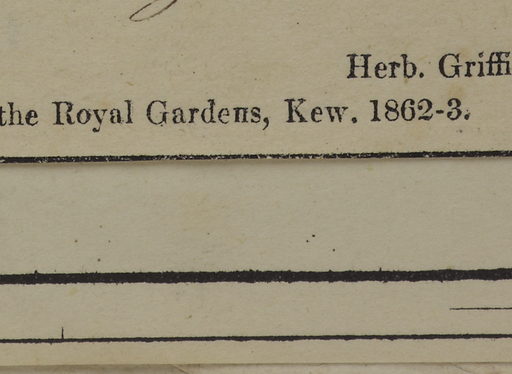 Herb. Griffi
the Royal Gardens, Kew. 1862-3.